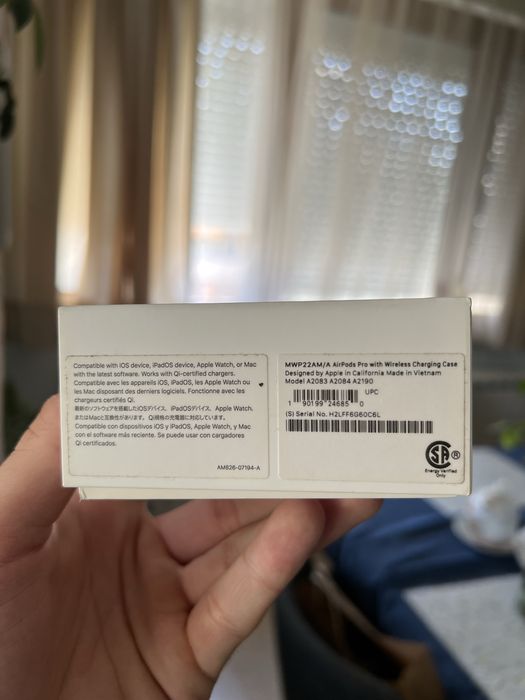 Compatible with iOS device, iPadOS device, Apple Watch, or Mac
with the latest software. Works with Qi-certified chargers.
Compatible avec les appareils iOS, iPadOS, les Apple Watch ou
les Mac disposant des derniers logiciels. Fonctionne avec les
chargeurs certifiés Qi.
最新のソフトウェアを搭載したiOSデバイス、iPadOSデバイス、Apple Watch、
またはMacと互換性があります。Qi規格の充電器に対応しています。
Compatible con dispositivos iOS y iPadOS, Apple Watch, y Mac
con el software más reciente. Se puede usar con cargadores
Qi certificados.
AM826-07194-A
MWP22AM/A AirPods Pro with Wireless Charging Case
Designed by Apple in California Made in Vietnam
Model A2083 A2084 A2190
UPC
1 90199 24685 0
(S) Serial No. H2LFF6G60C6L
SA ®
Energy Verified
Only